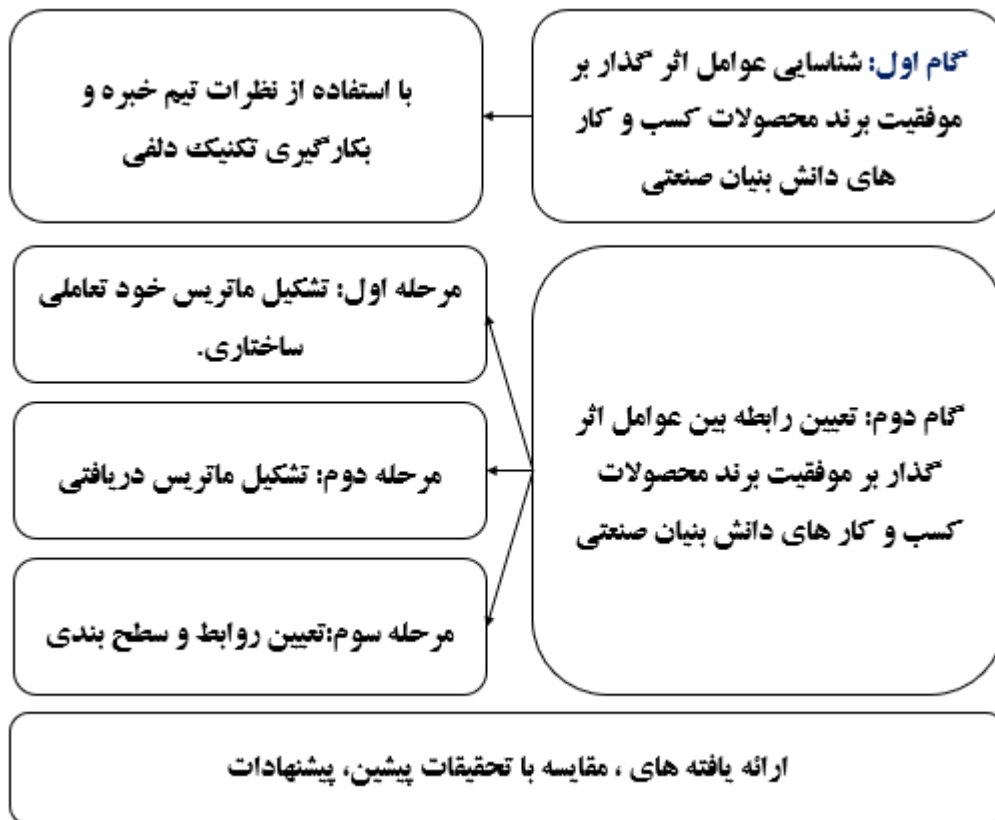 گام اول: شناسایی عوامل اثر گذار بر
موفقیت برند محصولات کسب و کار
های دانش بنیان صنعتی
با استفاده از نظرات تیم خبره و
بکارگیری تکنیک دلفی
گام دوم: تعیین رابطه بین عوامل اثر
گذار بر موفقیت برند محصولات
کسب و کار های دانش بنیان صنعتی
مرحله اول: تشکیل ماتریس خود تعاملی
ساختاری.
مرحله دوم: تشکیل ماتریس دریافتی
مرحله سوم:تعیین روابط و سطح بندی
ارائه یافته های ، مقایسه با تحقیقات پیشین، پیشنهادات